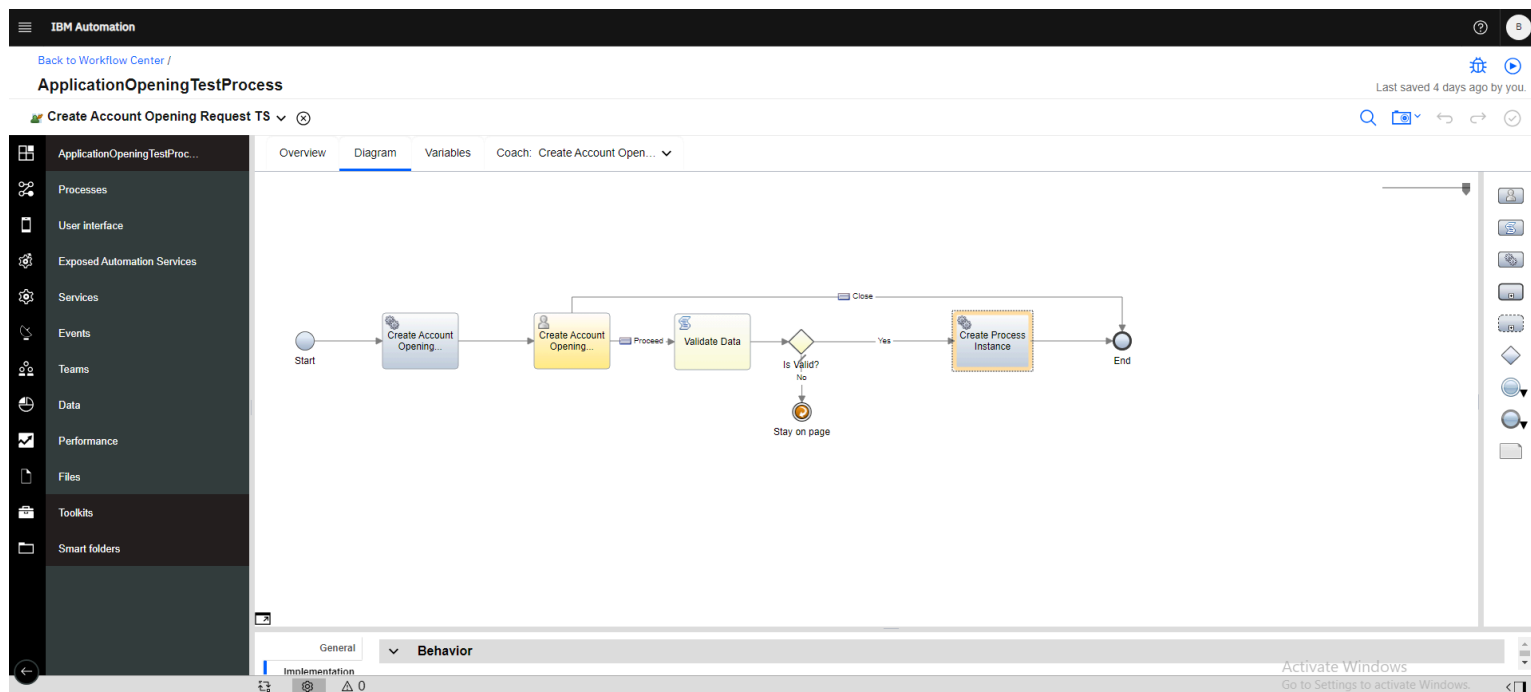 IBM Automation
B
Back to Workflow Center /
ApplicationOpeningTestProcess
Last saved 4 days ago by you.
Create Account Opening Request TS
ApplicationOpeningTestProc...
Overview
Diagram
Variables
Coach: Create Account Open...
Processes
User interface
Exposed Automation Services
Services
Events
Teams
Data
Performance
Files
Toolkits
Smart folders
Close
Start
Create Account
Opening...
Create Account
Opening...
Proceed
Validate Data
Is Valid?
Yes
No
Stay on page
Create Process
Instance
End
General
Behavior
Implementation
0
Activate Windows
Go to Settings to activate Windows.